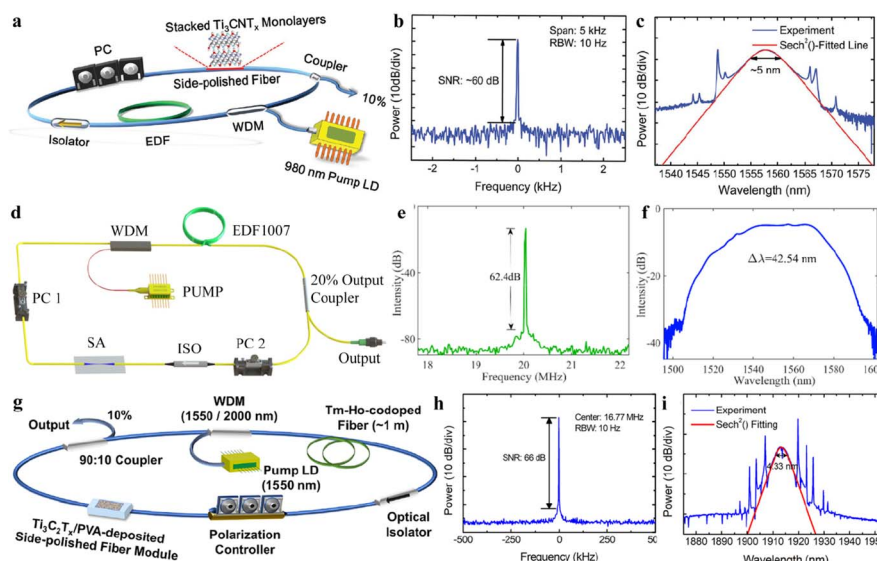 a
Stacked Ti₃CNTₓ Monolayers
PC
Side-polished Fiber
Coupler
10%
Isolator
EDF
WDM
980 nm Pump LD
b
Power (10dB/div)
Span: 5 kHz
RBW: 10 Hz
SNR: ~60 dB
-2 -1 0 1 2
Frequency (kHz)
c
Power (10 dB/div)
Experiment
Sech²()-Fitted Line
~5 nm
1540 1545 1550 1555 1560 1565 1570 1575
Wavelength (nm)
d
WDM
EDF1007
PUMP
PC 1
20% Output
Coupler
SA
ISO
PC 2
Output
e
Intensity (dB)
0
-40
-80
62.4dB
18 19 20 21 22
Frequency (MHz)
f
Intensity (dB)
0
-20
-40
Δλ=42.54 nm
1500 1520 1540 1560 1580
Wavelength (nm)
g
Output
10%
WDM
(1550 / 2000 nm)
Tm-Ho-codoped
Fiber (~1 m)
90:10 Coupler
Pump LD
(1550 nm)
Ti₃C₂Tₓ/PVA-deposited
Side-polished Fiber Module
Polarization
Controller
Optical
Isolator
h
Power (10 dB/div)
Center: 16.77 MHz
RBW: 10 Hz
SNR: 66 dB
-500 -250 0 250
Frequency (kHz)
i
Power (10 dB/div)
Experiment
Sech²() Fitting
4.33 nm
1880 1890 1900 1910 1920 1930 1940
Wavelength (nm)